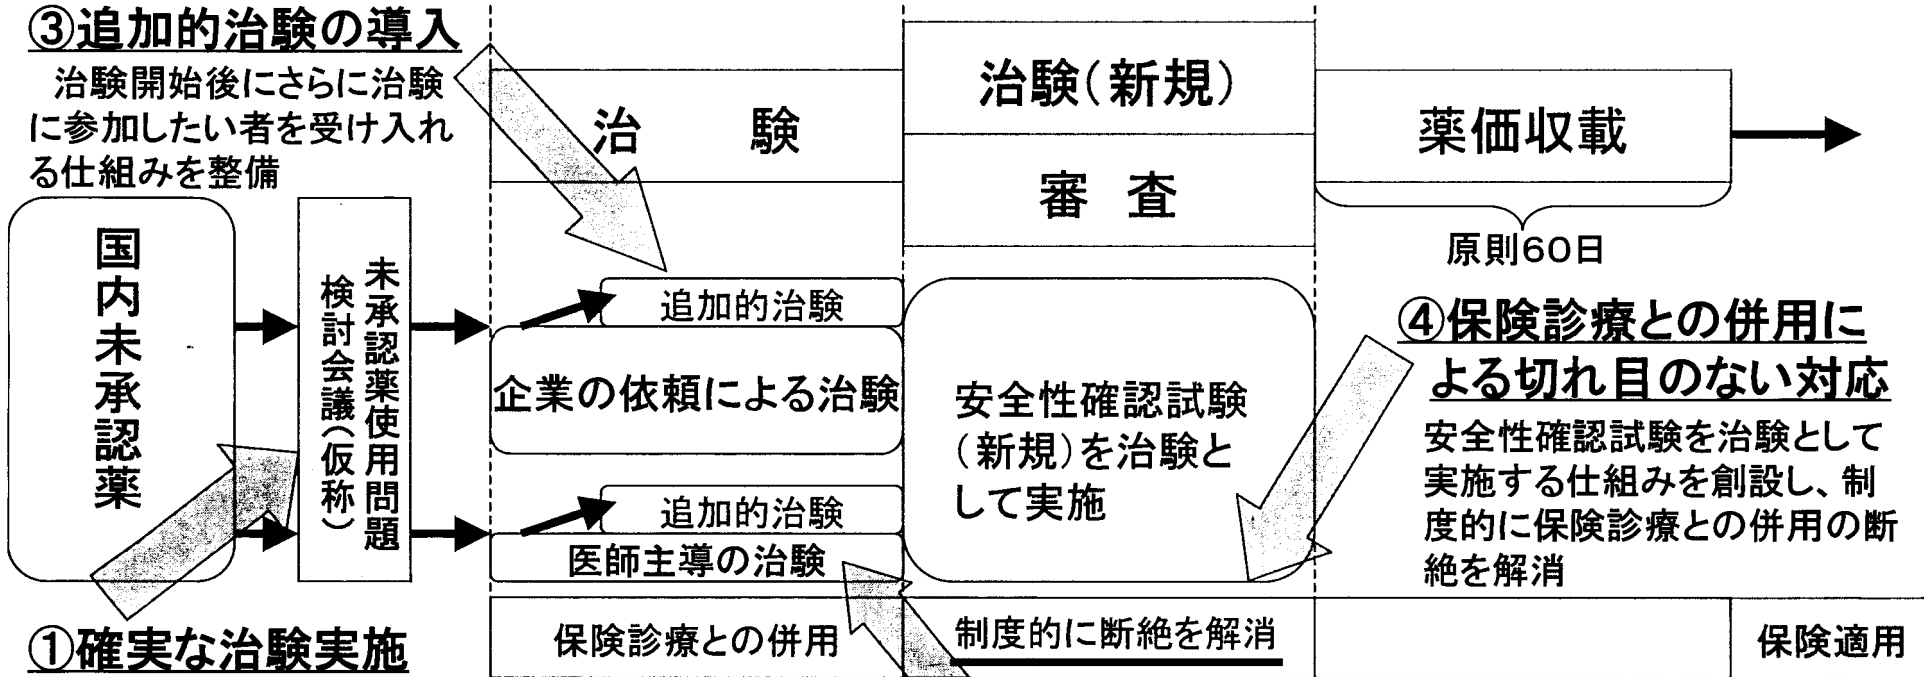 ③追加的治験の導入
治験開始後にさらに治験
に参加したい者を受け入れ
る仕組みを整備
治　験
治験(新規)
審 査
薬価収載
原則60日
国内未承認薬
未承認薬使用問題
検討会議(仮称)
追加的治験
企業の依頼による治験
追加的治験
医師主導の治験
安全性確認試験
(新規)を治験と
して実施
④保険診療との併用に
よる切れ目のない対応
安全性確認試験を治験として
実施する仕組みを創設し、制
度的に保険診療との併用の断
絶を解消
①確実な治験実施
保険診療との併用
制度的に断絶を解消
保険適用